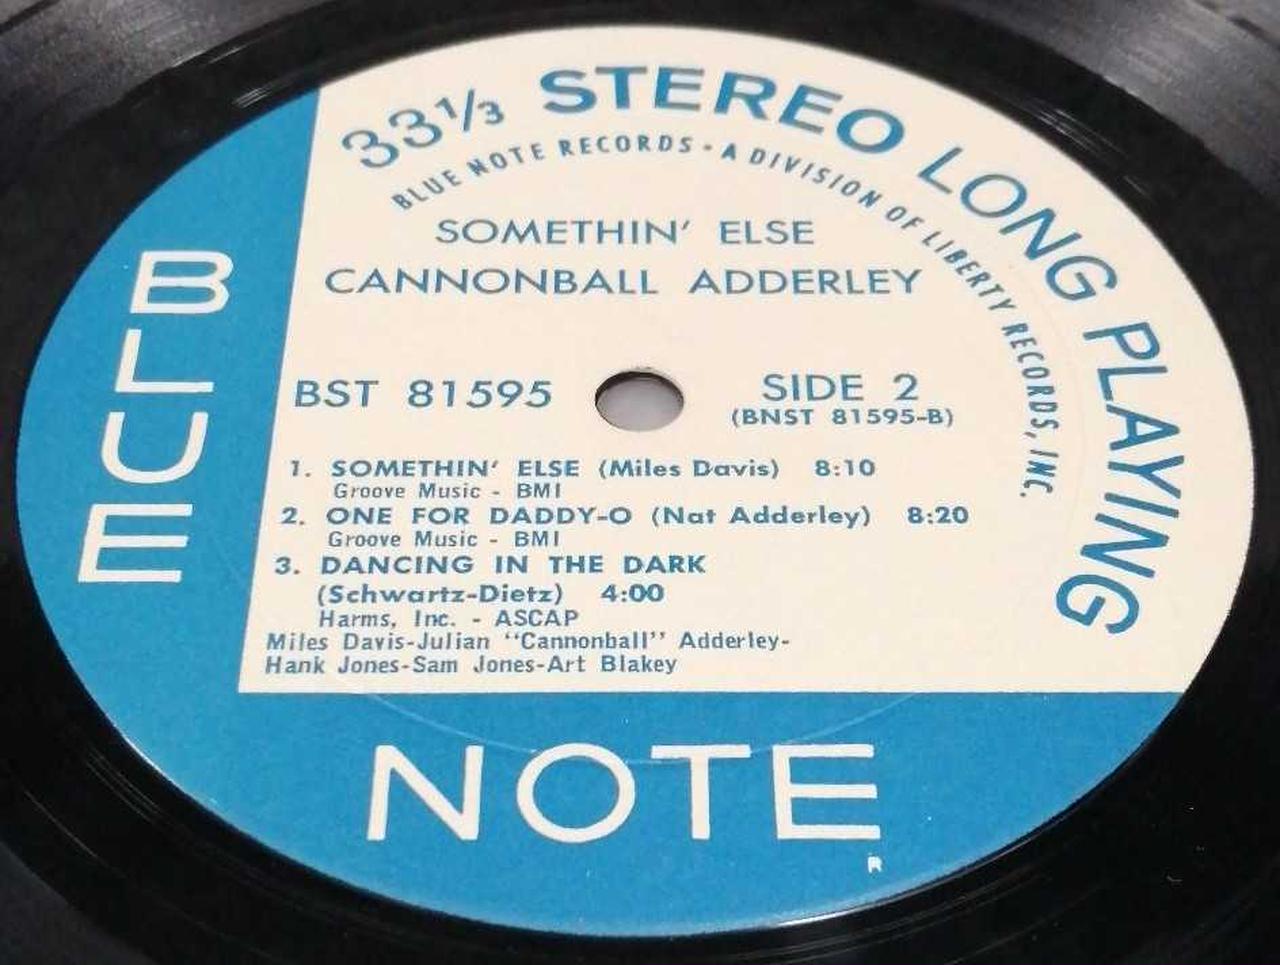 33 1/3 STEREO LONG PLAYING
BLUE NOTE RECORDS • A DIVISION OF LIBERTY RECORDS, INC.
SOMETHIN' ELSE
CANNONBALL ADDERLEY
BST 81595
SIDE 2
(BNST 81595-B)
1. SOMETHIN' ELSE (Miles Davis) 8:10
Groove Music - BMI
2. ONE FOR DADDY-O (Nat Adderley) 8:20
Groove Music - BMI
3. DANCING IN THE DARK
(Schwartz-Dietz) 4:00
Harms, Inc. - ASCAP
Miles Davis-Julian "Cannonball" Adderley-
Hank Jones-Sam Jones-Art Blakey
BLUE
NOTE
R